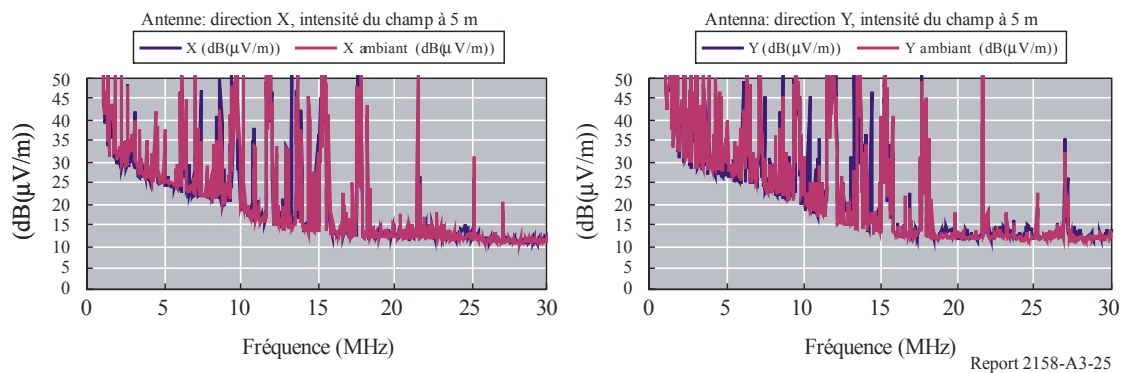 Antenne: direction X, intensité du champ à 5 m
X (dB(µV/m)) X ambiant (dB(µV/m))
50
45
40
35
30
25
20
15
10
5
0
(dB(µV/m))
0 5 10 15 20 25 30
Fréquence (MHz)
Antenna: direction Y, intensité du champ à 5 m
Y (dB(µV/m)) Y ambiant (dB(µV/m))
50
45
40
35
30
25
20
15
10
5
0
(dB(µV/m))
0 5 10 15 20 25 30
Fréquence (MHz)
Report 2158-A3-25